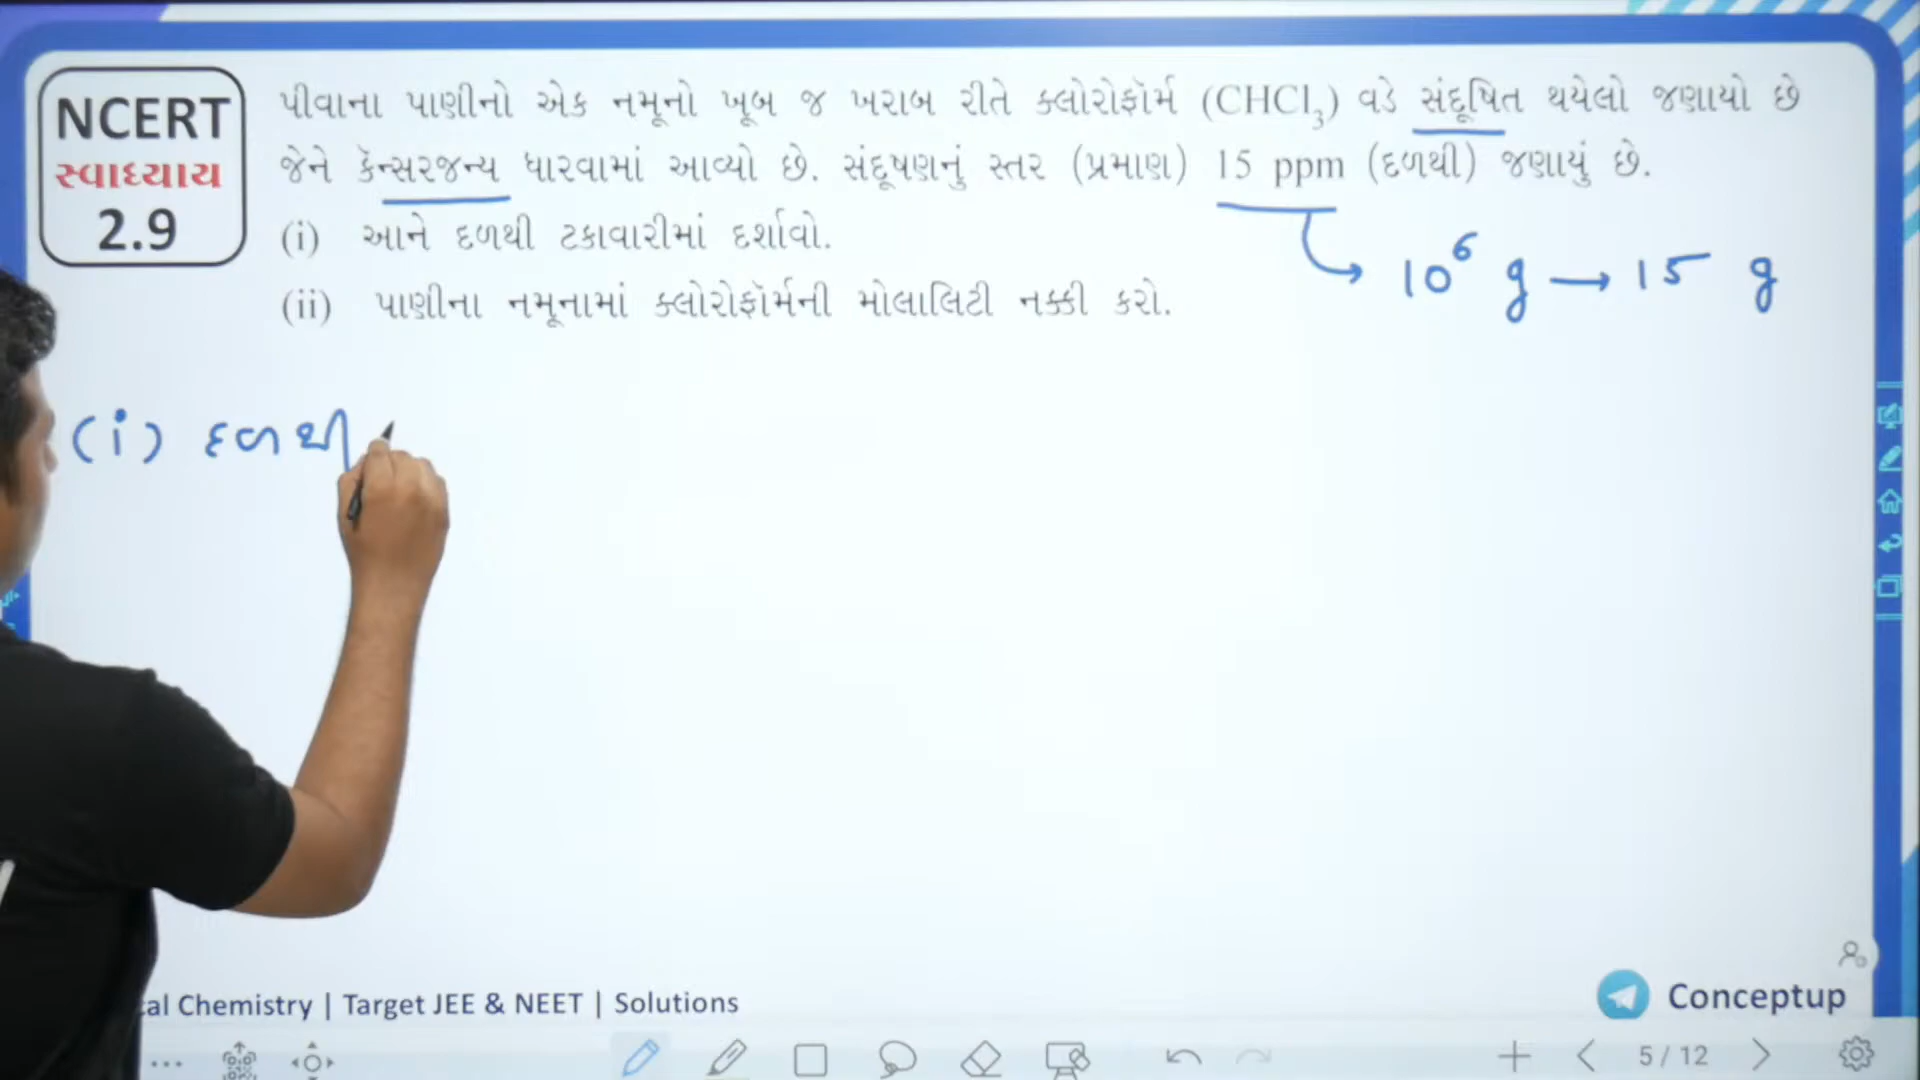 NCERT
સ્વાધ્યાય
2.9
પીવાના પાણીનો એક નમૂનો ખૂબ જ ખરાબ રીતે ક્લોરોફૉર્મ (CHCl₃) વડે સંદૂષિત થયેલો જણાયો છે
જેને કૅન્સરજન્ય ધારવામાં આવ્યો છે. સંદૂષણનું સ્તર (પ્રમાણ) 15 ppm (દળથી) જણાયું છે.
(i) આને દળથી ટકાવારીમાં દર્શાવો.
(ii) પાણીના નમૂનામાં ક્લોરોફૉર્મની મોલાલિટી નક્કી કરો.
10⁶ g → 15 g
(i) દળથી
al Chemistry | Target JEE & NEET | Solutions
Conceptup
5 / 12